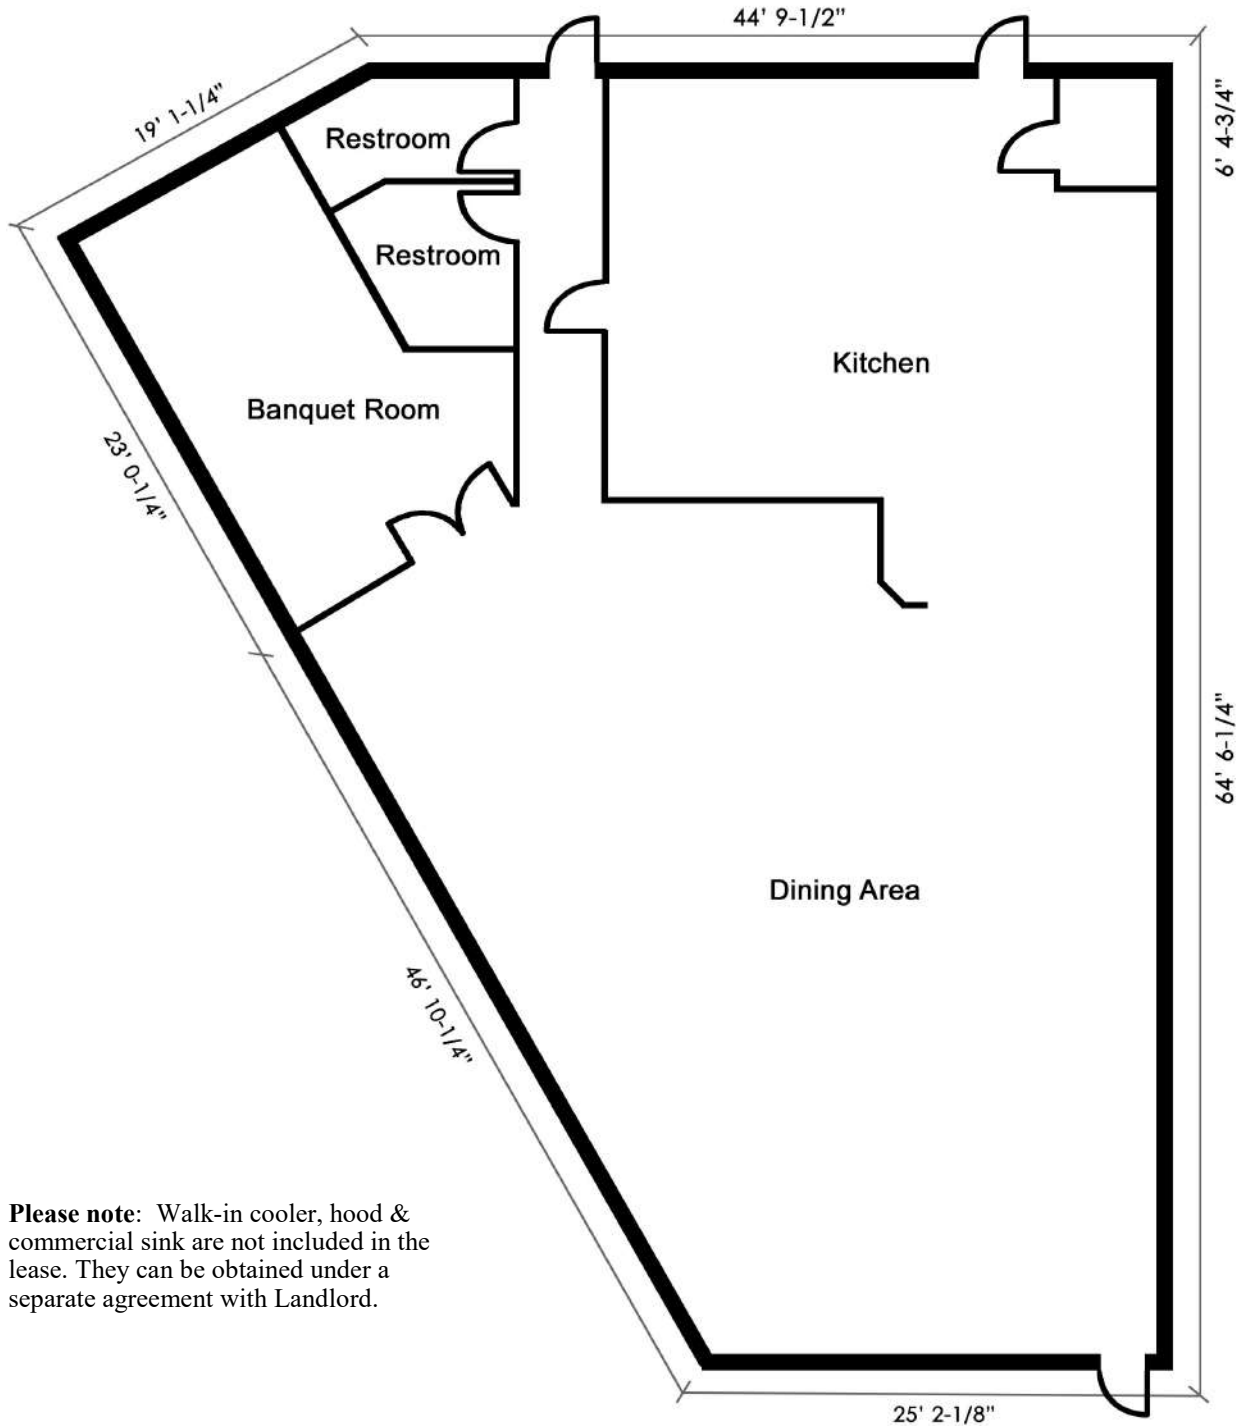 44' 9-1/2"
19' 1-1/4"
6' 4-3/4"
Restroom
Restroom
Kitchen
Banquet Room
23' 0-1/4"
64' 6-1/4"
Dining Area
46' 10-1/4"
Please note:  Walk-in cooler, hood &
commercial sink are not included in the
lease. They can be obtained under a
separate agreement with Landlord.
25' 2-1/8"